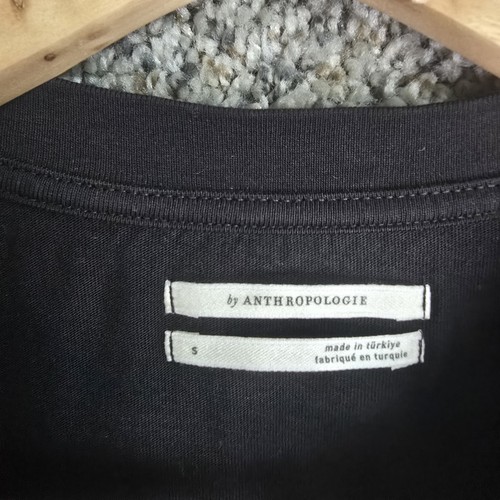 by ANTHROPOLOGIE
S
made in türkiye
fabriqué en turquie